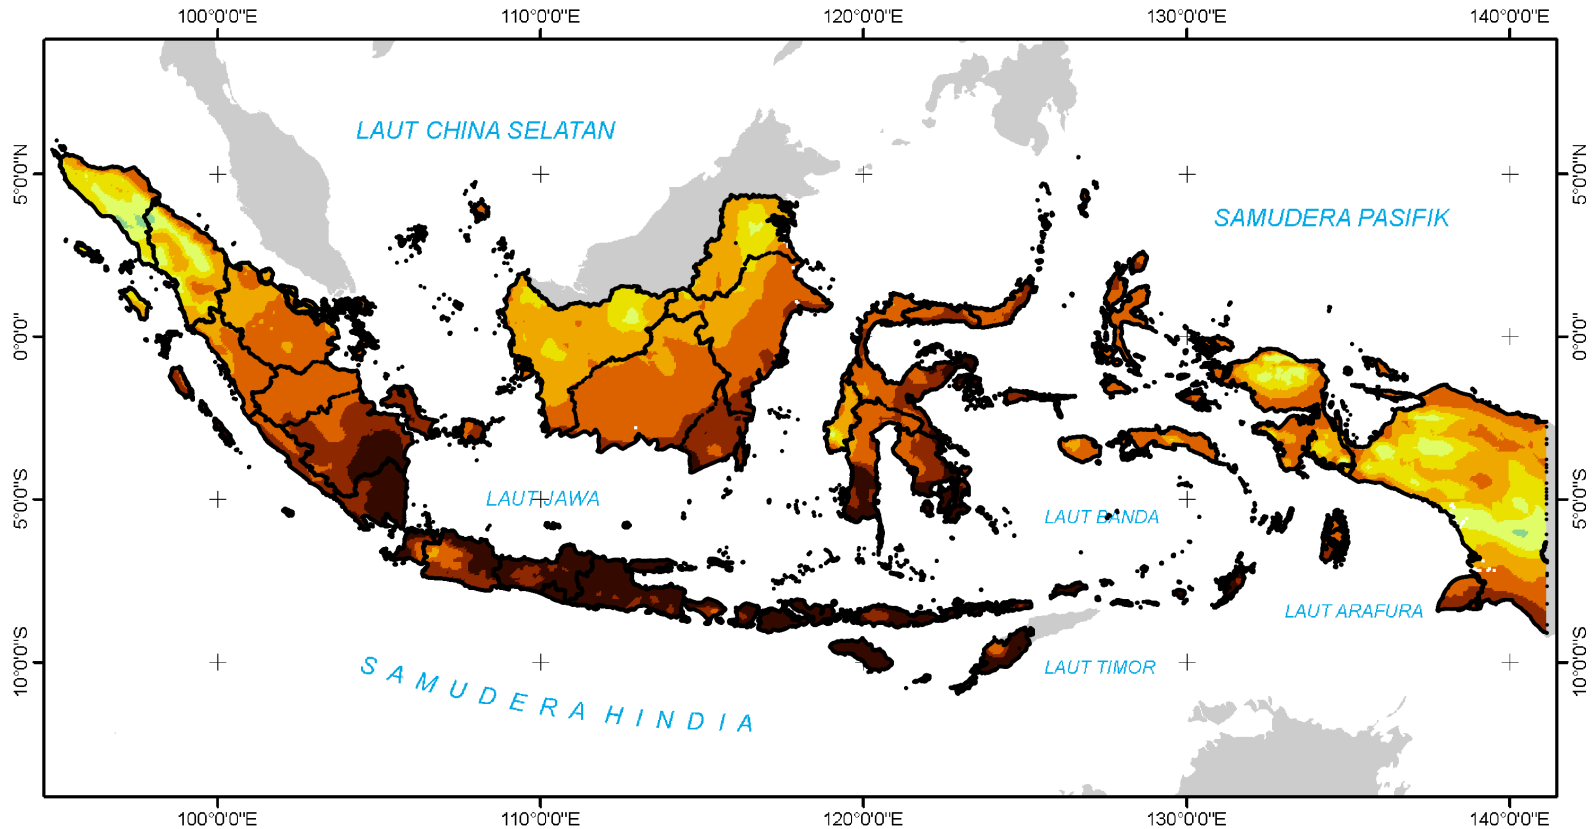 100°0'0"E 110°0'0"E 120°0'0"E 130°0'0"E 140°0'0"E
LAUT CHINA SELATAN
5°0'0"N 5°0'0"N
SAMUDERA PASIFIK
0°0'0" 0°0'0"
5°0'0"S LAUT JAWA 5°0'0"S
LAUT BANDA
LAUT ARAFURA
10°0'0"S LAUT TIMOR 10°0'0"S
SAMUDERA HINDIA
100°0'0"E 110°0'0"E 120°0'0"E 130°0'0"E 140°0'0"E